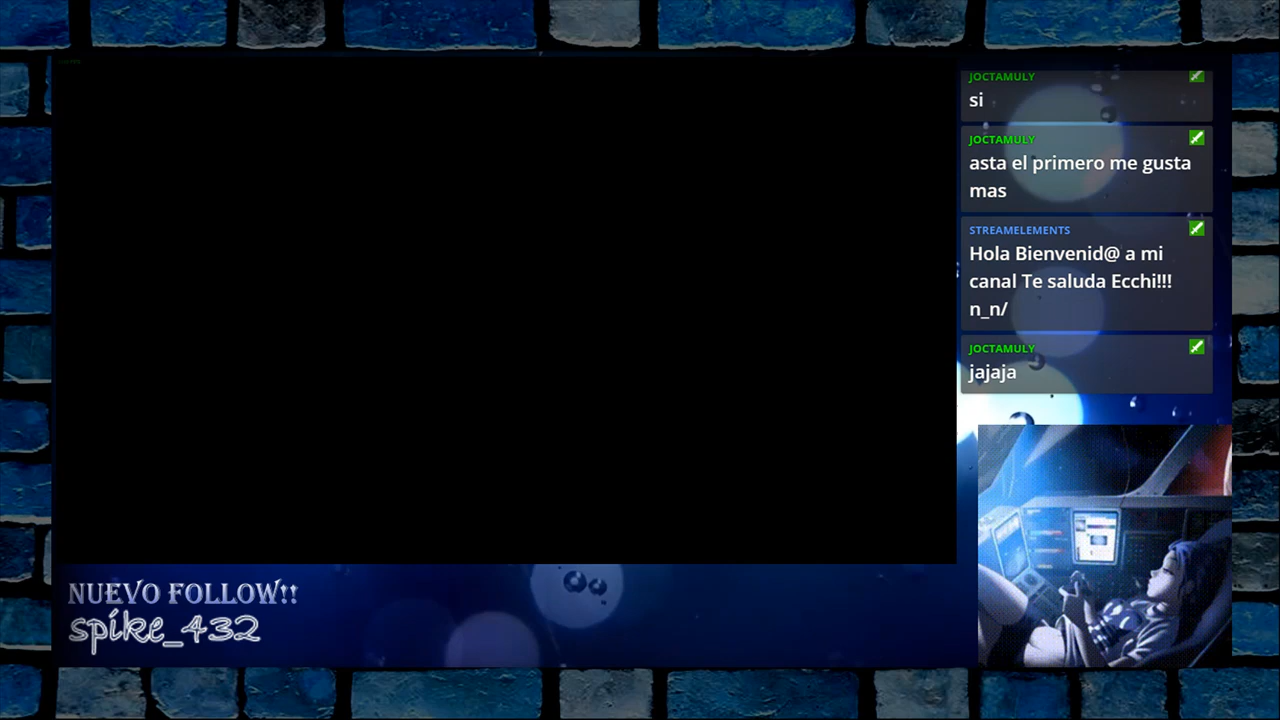 JOCTAMULY
si
JOCTAMULY
asta el primero me gusta
mas
STREAMELEMENTS
Hola Bienvenid@ a mi
canal Te saluda Ecchi!!!
n_n/
JOCTAMULY
jajaja
NUEVO FOLLOW!!
spike_432